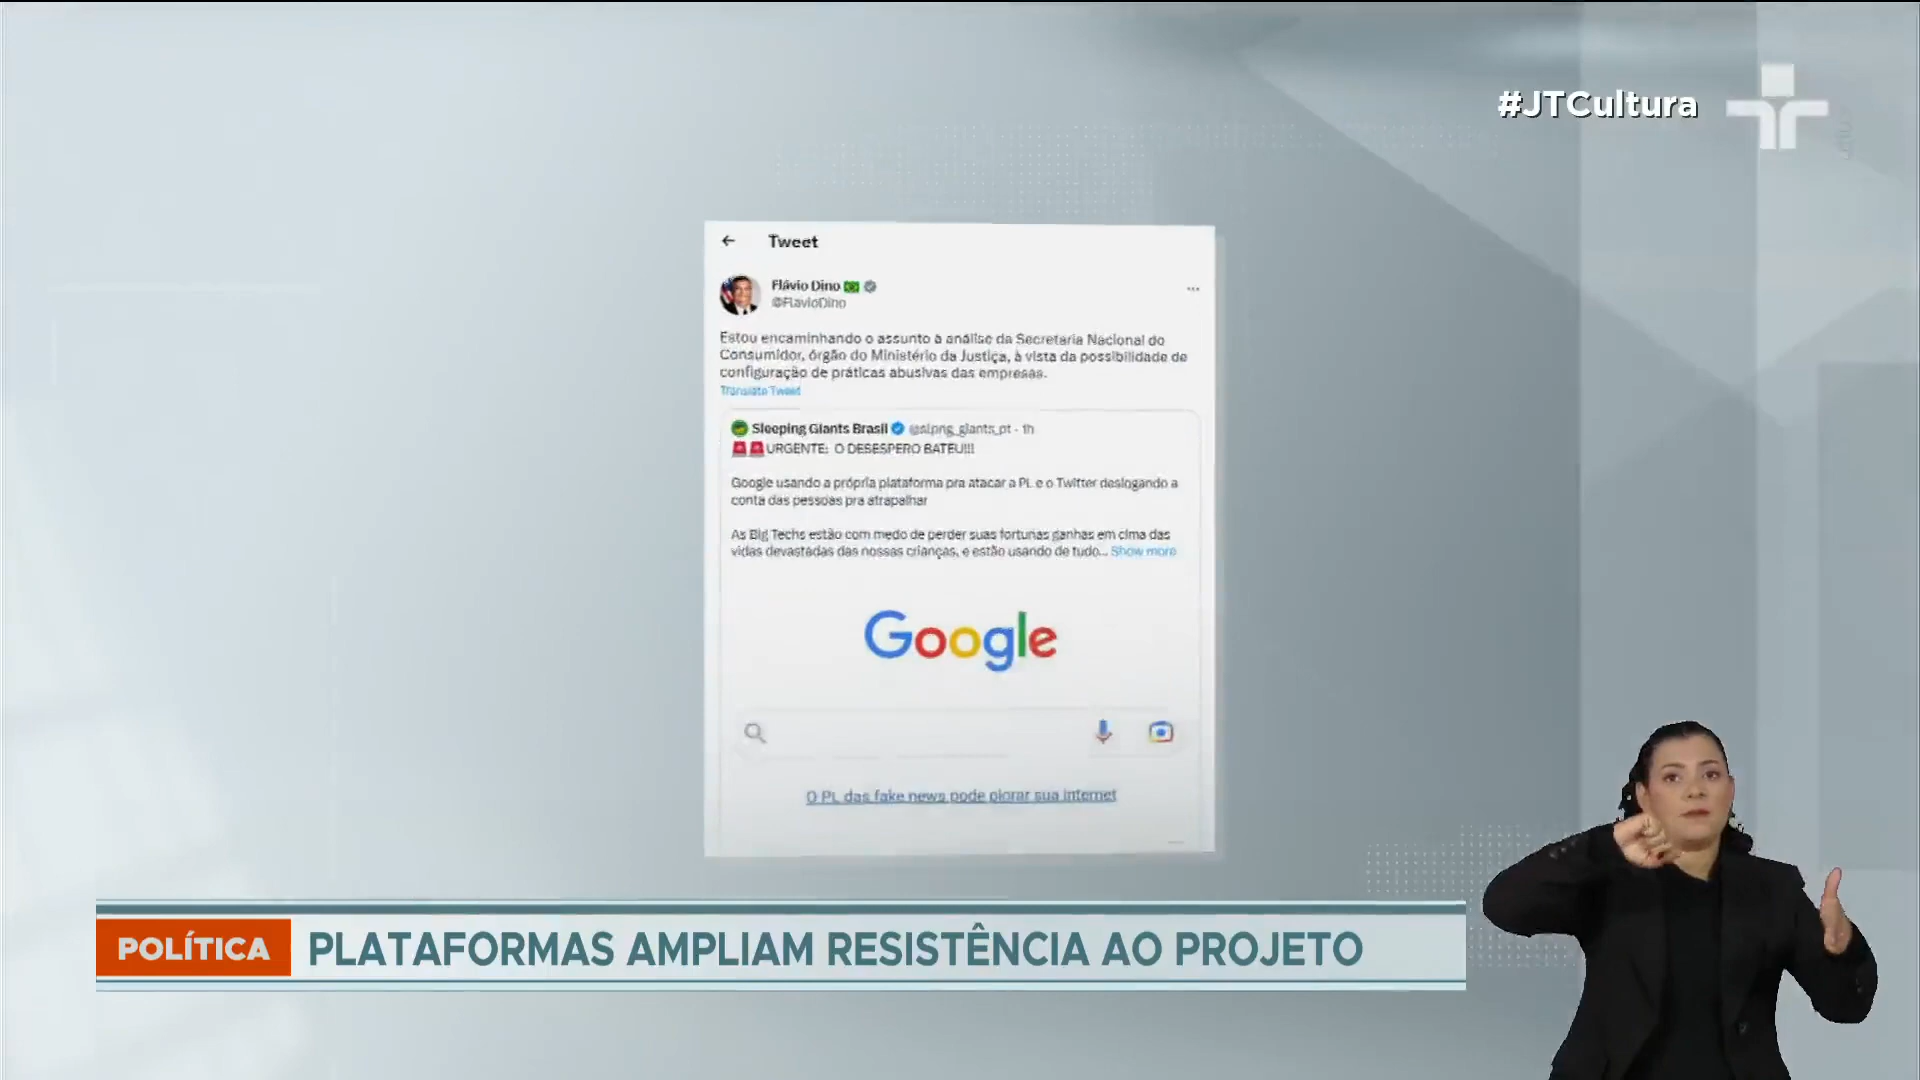 #JTCultura
Tweet
Flávio Dino
@FlavioDino
Estou encaminhando o assunto à análise da Secretaria Nacional do
Consumidor, órgão do Ministério da Justiça, à vista da possibilidade de
configuração de práticas abusivas das empresas.
Translate Tweet
Sleeping Giants Brasil @slpng_giants_pt · 1h
URGENTE: O DESESPERO BATEU!!!
Google usando a própria plataforma pra atacar a PL e o Twitter deslogando a
conta das pessoas pra atrapalhar
As Big Techs estão com medo de perder suas fortunas ganhas em cima das
vidas devastadas das nossas crianças, e estão usando de tudo... Show more
Google
O PL das fake news pode piorar sua internet
POLÍTICA PLATAFORMAS AMPLIAM RESISTÊNCIA AO PROJETO